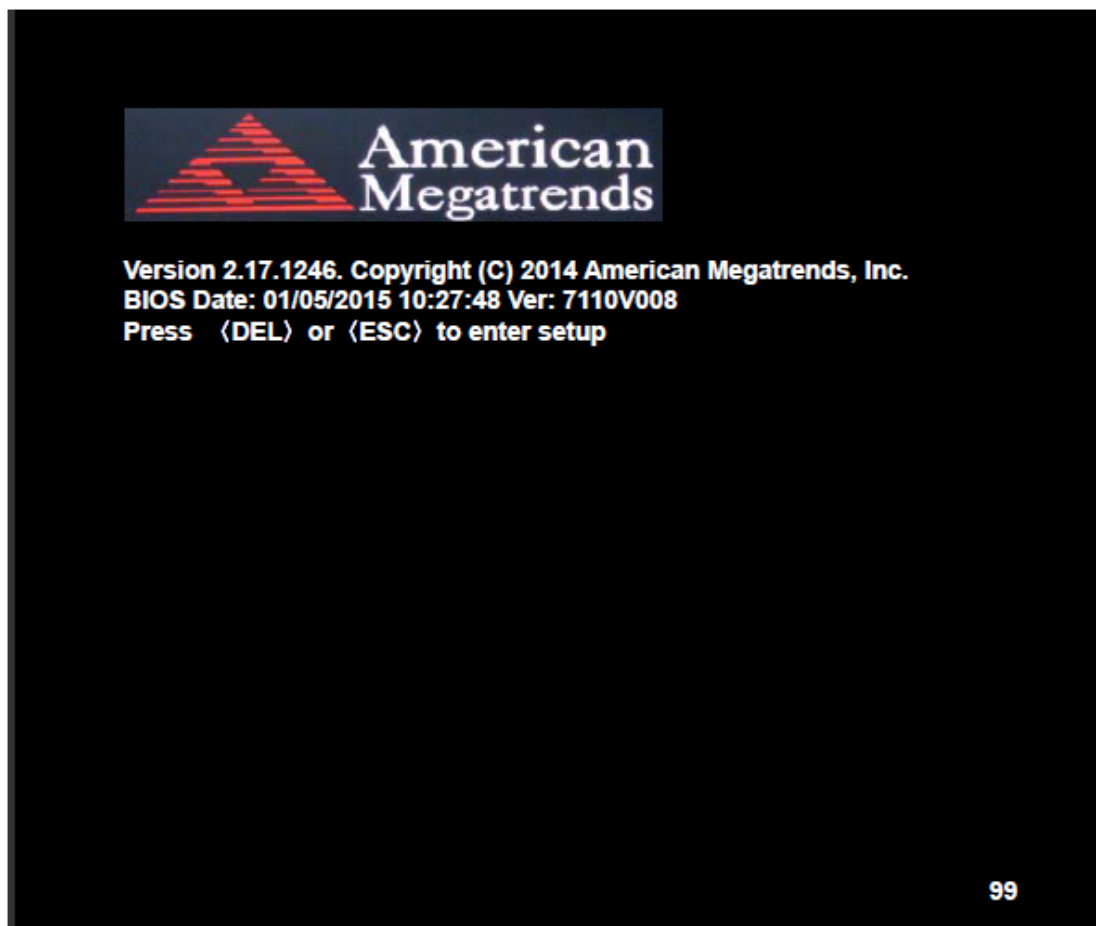 American
Megatrends
Version 2.17.1246. Copyright (C) 2014 American Megatrends, Inc.
BIOS Date: 01/05/2015 10:27:48 Ver: 7110V008
Press 〈DEL〉 or 〈ESC〉 to enter setup
99